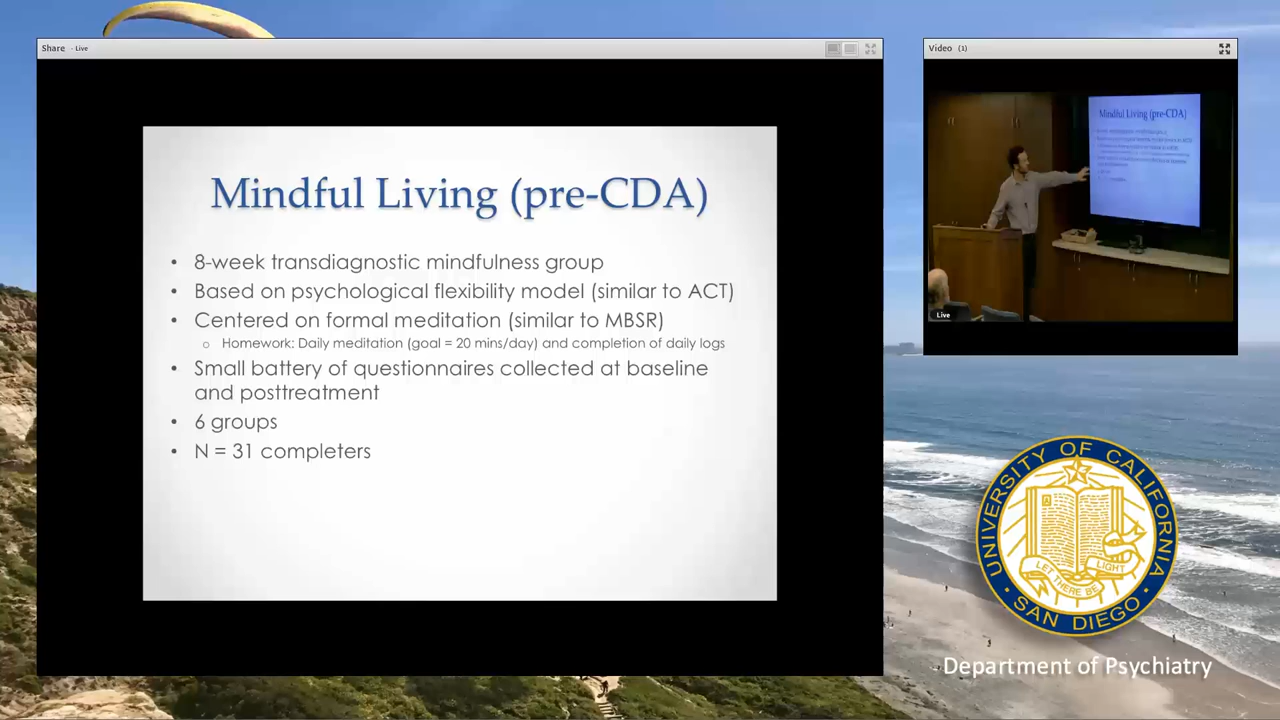 Share - Live
Video (1)
Mindful Living (pre-CDA)
• 8-week transdiagnostic mindfulness group
• Based on psychological flexibility model (similar to ACT)
• Centered on formal meditation (similar to MBSR)
o Homework: Daily meditation (goal = 20 mins/day) and completion of daily logs
• Small battery of questionnaires collected at baseline
and posttreatment
• 6 groups
• N = 31 completers
Mindful Living (pre-CDA)
Live
UNIVERSITY OF CALIFORNIA
A
LET THERE BE LIGHT
• SAN DIEGO •
Department of Psychiatry